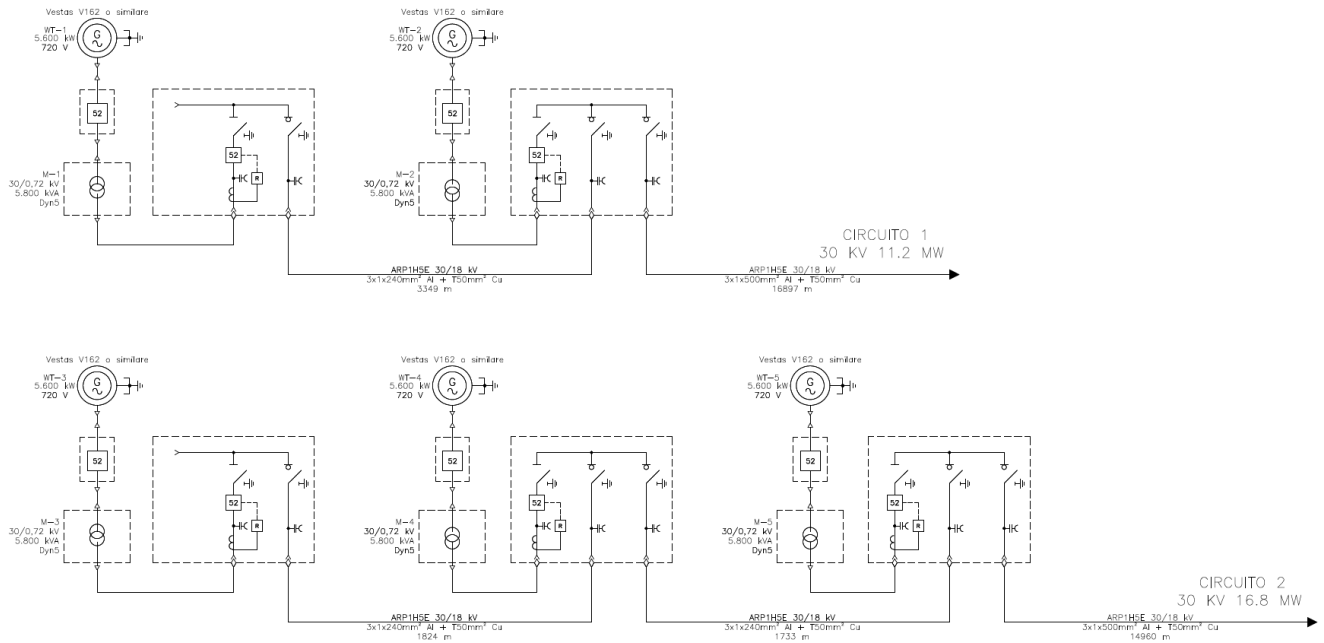 Vestas V162 o similare
WT-1
5.600 kW
720 V
G
52
M-1
30/0,72 kV
5.800 kVA
Dyn5
52
R
Vestas V162 o similare
WT-2
5.600 kW
720 V
G
52
M-2
30/0,72 kV
5.800 kVA
Dyn5
52
R
CIRCUITO 1
30 KV 11.2 MW
ARP1H5E 30/18 kV
3x1x240mm² Al + T50mm² Cu
3349 m
ARP1H5E 30/18 kV
3x1x500mm² Al + T50mm² Cu
16897 m
Vestas V162 o similare
WT-3
5.600 kW
720 V
G
52
M-3
30/0,72 kV
5.800 kVA
Dyn5
52
R
Vestas V162 o similare
WT-4
5.600 kW
720 V
G
52
M-4
30/0,72 kV
5.800 kVA
Dyn5
52
R
Vestas V162 o similare
WT-5
5.600 kW
720 V
G
52
M-5
30/0,72 kV
5.800 kVA
Dyn5
52
R
CIRCUITO 2
30 KV 16.8 MW
ARP1H5E 30/18 kV
3x1x240mm² Al + T50mm² Cu
1824 m
ARP1H5E 30/18 kV
3x1x240mm² Al + T50mm² Cu
1733 m
ARP1H5E 30/18 kV
3x1x500mm² Al + T50mm² Cu
14960 m